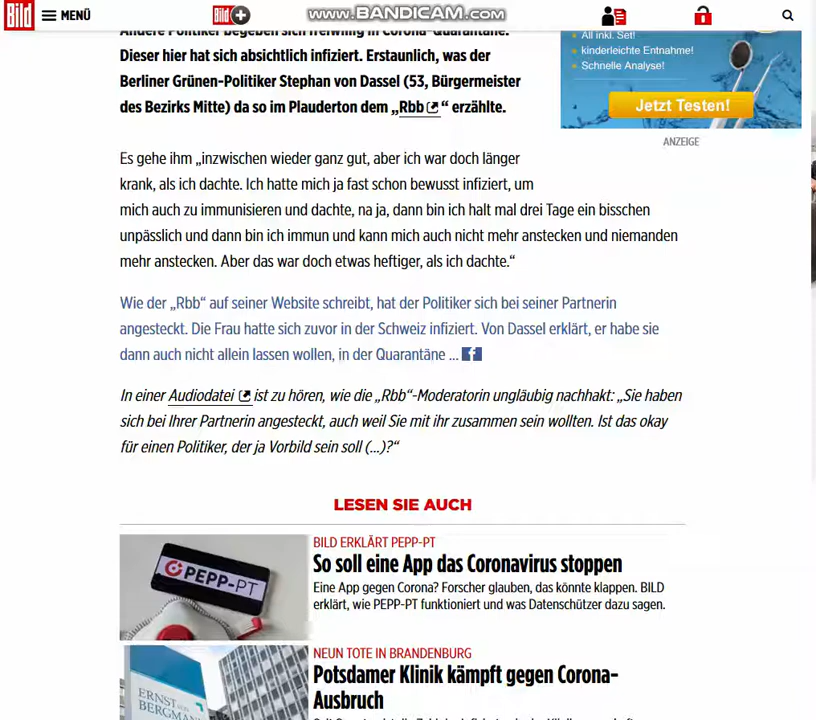 Bild
MENÜ
Bild
www.BANDICAM.com
Andere Politiker begeben sich freiwillig in Corona-Quarantäne.
Dieser hier hat sich absichtlich infiziert. Erstaunlich, was der
Berliner Grünen-Politiker Stephan von Dassel (53, Bürgermeister
des Bezirks Mitte) da so im Plauderton dem „Rbb“ erzählte.
All inkl. Set!
kinderleichte Entnahme!
Schnelle Analyse!
Jetzt Testen!
ANZEIGE
Es gehe ihm „inzwischen wieder ganz gut, aber ich war doch länger
krank, als ich dachte. Ich hatte mich ja fast schon bewusst infiziert, um
mich auch zu immunisieren und dachte, na ja, dann bin ich halt mal drei Tage ein bisschen
unpässlich und dann bin ich immun und kann mich auch nicht mehr anstecken und niemanden
mehr anstecken. Aber das war doch etwas heftiger, als ich dachte.“
Wie der „Rbb“ auf seiner Website schreibt, hat der Politiker sich bei seiner Partnerin
angesteckt. Die Frau hatte sich zuvor in der Schweiz infiziert. Von Dassel erklärt, er habe sie
dann auch nicht allein lassen wollen, in der Quarantäne ...
In einer Audiodatei ist zu hören, wie die „Rbb“-Moderatorin ungläubig nachhakt: „Sie haben
sich bei Ihrer Partnerin angesteckt, auch weil Sie mit ihr zusammen sein wollten. Ist das okay
für einen Politiker, der ja Vorbild sein soll (...)?“
LESEN SIE AUCH
PEPP-PT
BILD ERKLÄRT PEPP-PT
So soll eine App das Coronavirus stoppen
Eine App gegen Corona? Forscher glauben, das könnte klappen. BILD
erklärt, wie PEPP-PT funktioniert und was Datenschützer dazu sagen.
ERNST VON
BERGMANN
NEUN TOTE IN BRANDENBURG
Potsdamer Klinik kämpft gegen Corona-
Ausbruch